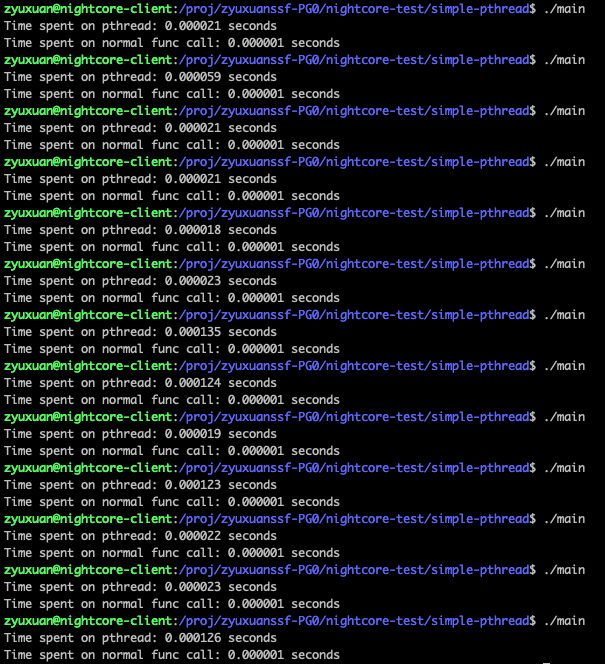 zyuxuan@nightcore-client:/proj/zyuxuanssf-PG0/nightcore-test/simple-pthread$ ./main
Time spent on pthread: 0.000021 seconds
Time spent on normal func call: 0.000001 seconds
zyuxuan@nightcore-client:/proj/zyuxuanssf-PG0/nightcore-test/simple-pthread$ ./main
Time spent on pthread: 0.000059 seconds
Time spent on normal func call: 0.000001 seconds
zyuxuan@nightcore-client:/proj/zyuxuanssf-PG0/nightcore-test/simple-pthread$ ./main
Time spent on pthread: 0.000021 seconds
Time spent on normal func call: 0.000001 seconds
zyuxuan@nightcore-client:/proj/zyuxuanssf-PG0/nightcore-test/simple-pthread$ ./main
Time spent on pthread: 0.000021 seconds
Time spent on normal func call: 0.000001 seconds
zyuxuan@nightcore-client:/proj/zyuxuanssf-PG0/nightcore-test/simple-pthread$ ./main
Time spent on pthread: 0.000018 seconds
Time spent on normal func call: 0.000001 seconds
zyuxuan@nightcore-client:/proj/zyuxuanssf-PG0/nightcore-test/simple-pthread$ ./main
Time spent on pthread: 0.000023 seconds
Time spent on normal func call: 0.000001 seconds
zyuxuan@nightcore-client:/proj/zyuxuanssf-PG0/nightcore-test/simple-pthread$ ./main
Time spent on pthread: 0.000135 seconds
Time spent on normal func call: 0.000001 seconds
zyuxuan@nightcore-client:/proj/zyuxuanssf-PG0/nightcore-test/simple-pthread$ ./main
Time spent on pthread: 0.000124 seconds
Time spent on normal func call: 0.000001 seconds
zyuxuan@nightcore-client:/proj/zyuxuanssf-PG0/nightcore-test/simple-pthread$ ./main
Time spent on pthread: 0.000019 seconds
Time spent on normal func call: 0.000001 seconds
zyuxuan@nightcore-client:/proj/zyuxuanssf-PG0/nightcore-test/simple-pthread$ ./main
Time spent on pthread: 0.000123 seconds
Time spent on normal func call: 0.000001 seconds
zyuxuan@nightcore-client:/proj/zyuxuanssf-PG0/nightcore-test/simple-pthread$ ./main
Time spent on pthread: 0.000022 seconds
Time spent on normal func call: 0.000001 seconds
zyuxuan@nightcore-client:/proj/zyuxuanssf-PG0/nightcore-test/simple-pthread$ ./main
Time spent on pthread: 0.000023 seconds
Time spent on normal func call: 0.000001 seconds
zyuxuan@nightcore-client:/proj/zyuxuanssf-PG0/nightcore-test/simple-pthread$ ./main
Time spent on pthread: 0.000126 seconds
Time spent on normal func call: 0.000001 seconds